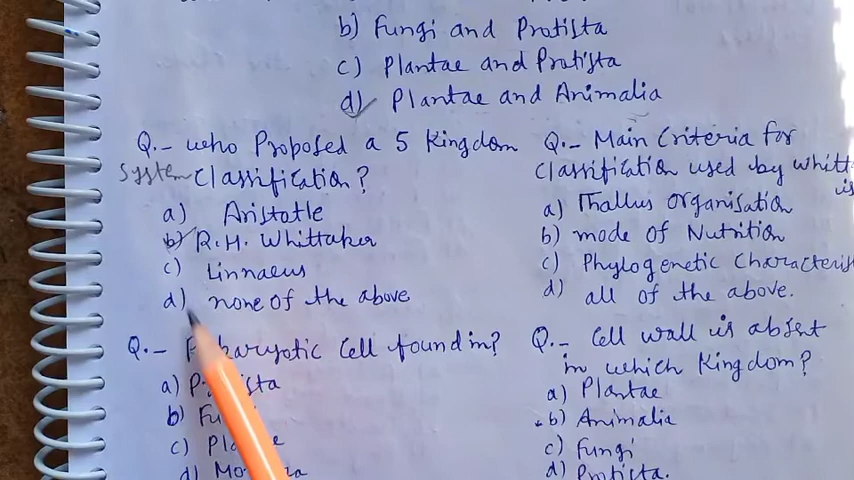 b) Fungi and Protista
c) Plantae and Protista
d) Plantae and Animalia
Q.- who Proposed a 5 Kingdom
System Classification?
a) Aristotle
b) R.H. Whittaker
c) Linnaeus
d) none of the above
Q.- Cell found in?
a)
b)
c)
d)
Q.- Main Criteria for
Classification used by Whitt
is
a) Thallus Organisation
b) mode of Nutrition
c) Phylogenetic Characteris
d) all of the above.
Q.- Cell wall is absent
in which Kingdom?
a) Plantae
b) Animalia
c) Fungi
d) Protista.